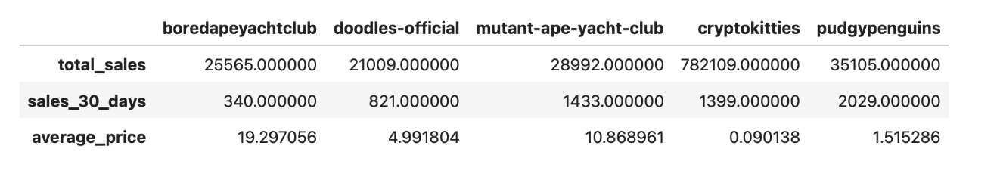 boredapeyachtclub doodles-official mutant-ape-yacht-club cryptokitties pudgypenguins
total_sales 25565.000000 21009.000000 28992.000000 782109.000000 35105.000000
sales_30_days 340.000000 821.000000 1433.000000 1399.000000 2029.000000
average_price 19.297056 4.991804 10.868961 0.090138 1.515286